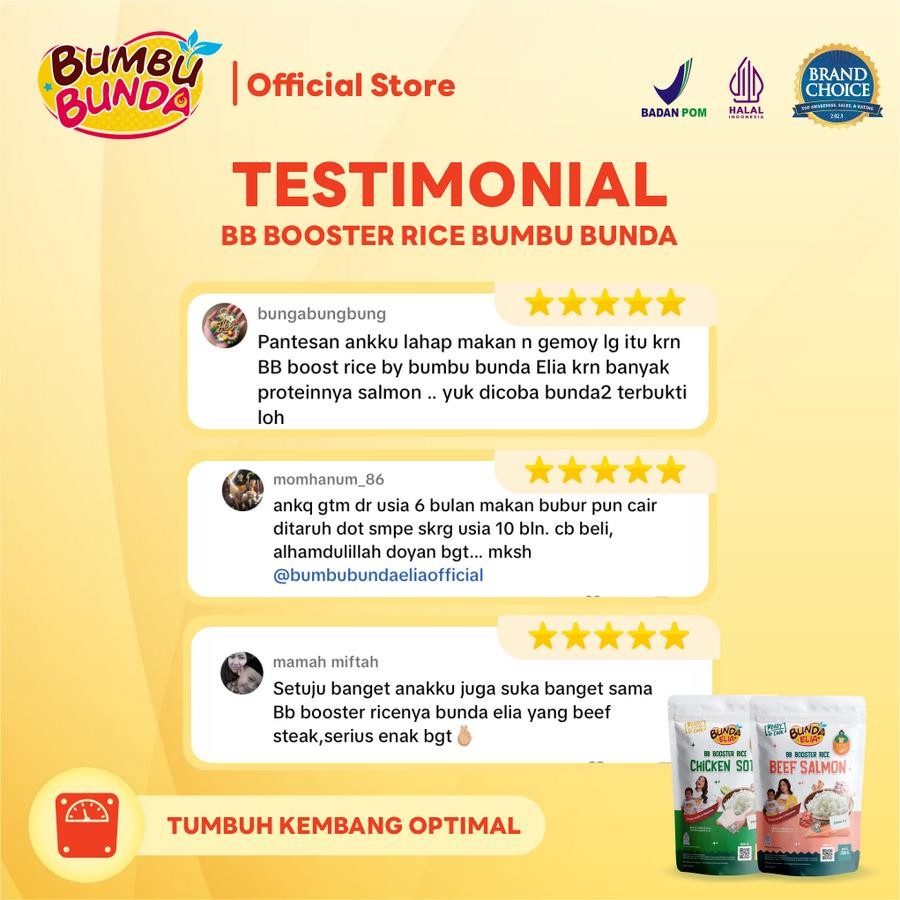 BUMBU
BUNDA
Official Store
BADAN POM
HALAL
INDONESIA
BRAND
CHOICE
TOP AWARENESS, SALES, & RATING
TESTIMONIAL
BB BOOSTER RICE BUMBU BUNDA
bungabungbung
Pantesan ankku lahap makan n gemoy lg itu krn
BB boost rice by bumbu bunda Elia krn banyak
proteinnya salmon .. yuk dicoba bunda2 terbukti
loh
momhanum_86
ankq gtm dr usia 6 bulan makan bubur pun cair
ditaruh dot smpe skrg usia 10 bln. cb beli,
alhamdulillah doyan bgt... mksh
@bumbubundaeliaofficial
mamah miftah
Setuju banget anakku juga suka banget sama
Bb booster ricenya bunda elia yang beef
steak,serius enak bgt🫰🏻
TUMBUH KEMBANG OPTIMAL
BUNDA
ELIA
BB BOOSTER RICE
CHICKEN SOT
BUNDA
ELIA
BB BOOSTER RICE
BEEF SALMON